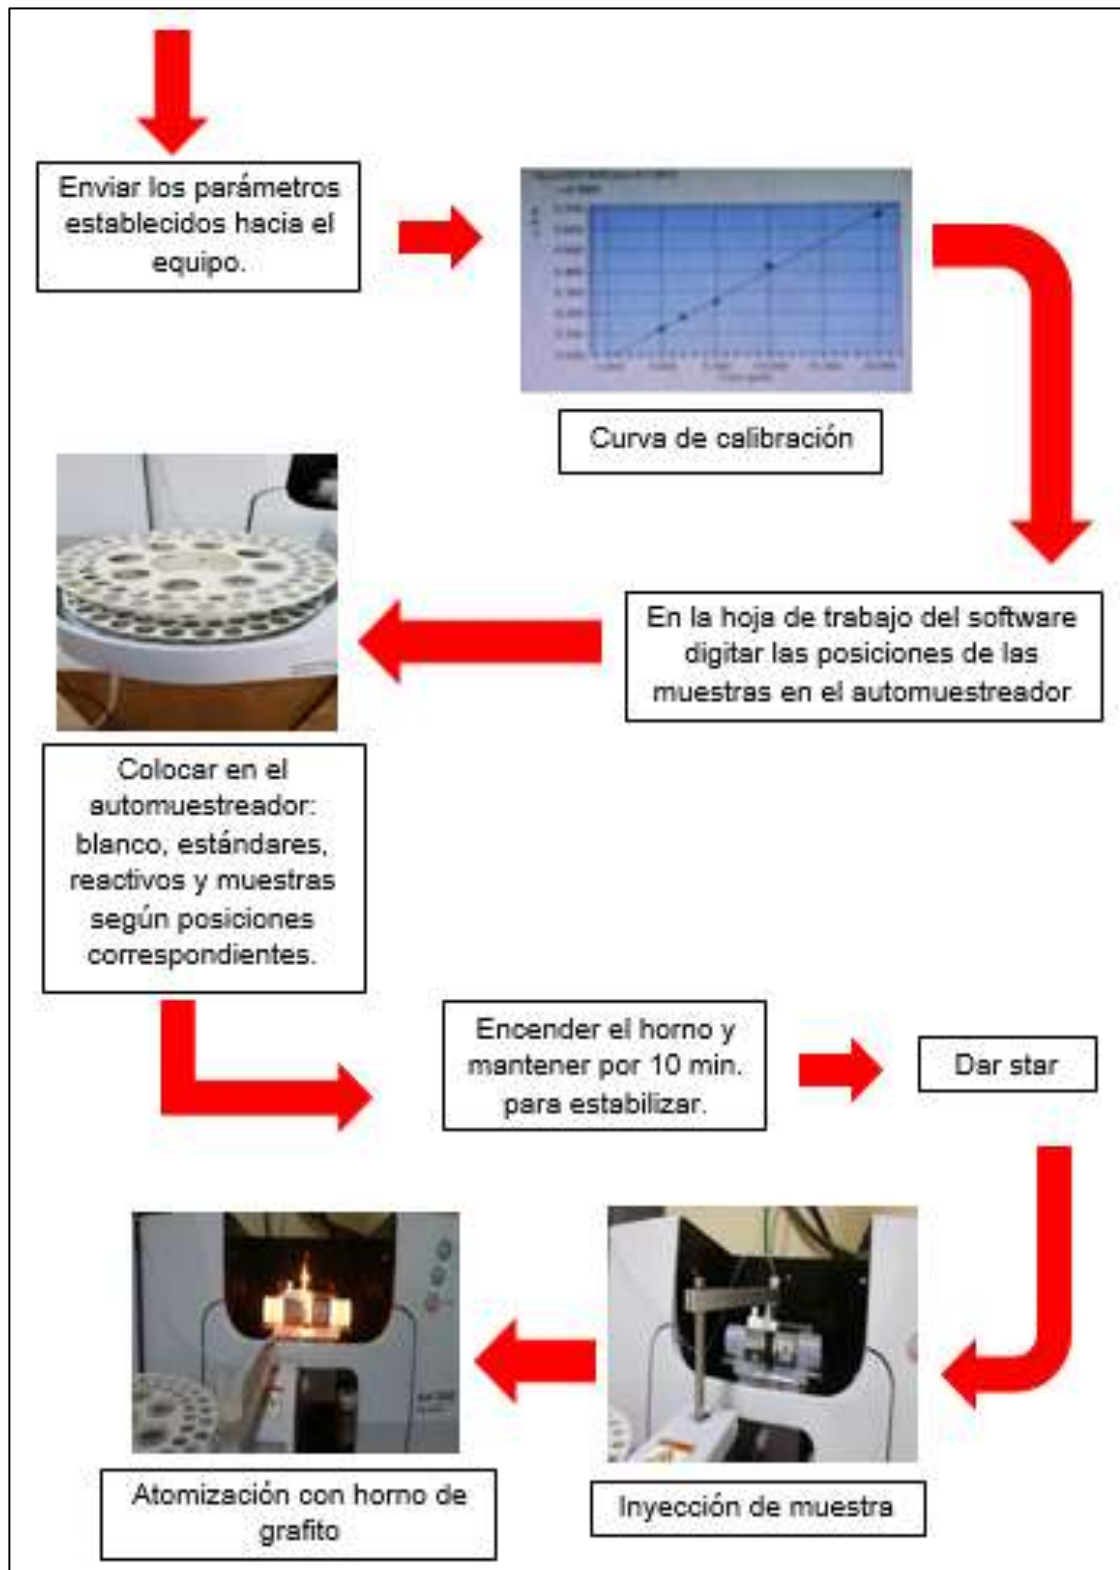 Enviar los parámetros
establecidos hacia el
equipo.
Curva de calibración
En la hoja de trabajo del software
digitar las posiciones de las
muestras en el automuestreador
Colocar en el
automuestreador:
blanco, estándares,
reactivos y muestras
según posiciones
correspondientes.
Encender el horno y
mantener por 10 min.
para estabilizar.
Dar star
Inyección de muestra
Atomización con horno de
grafito